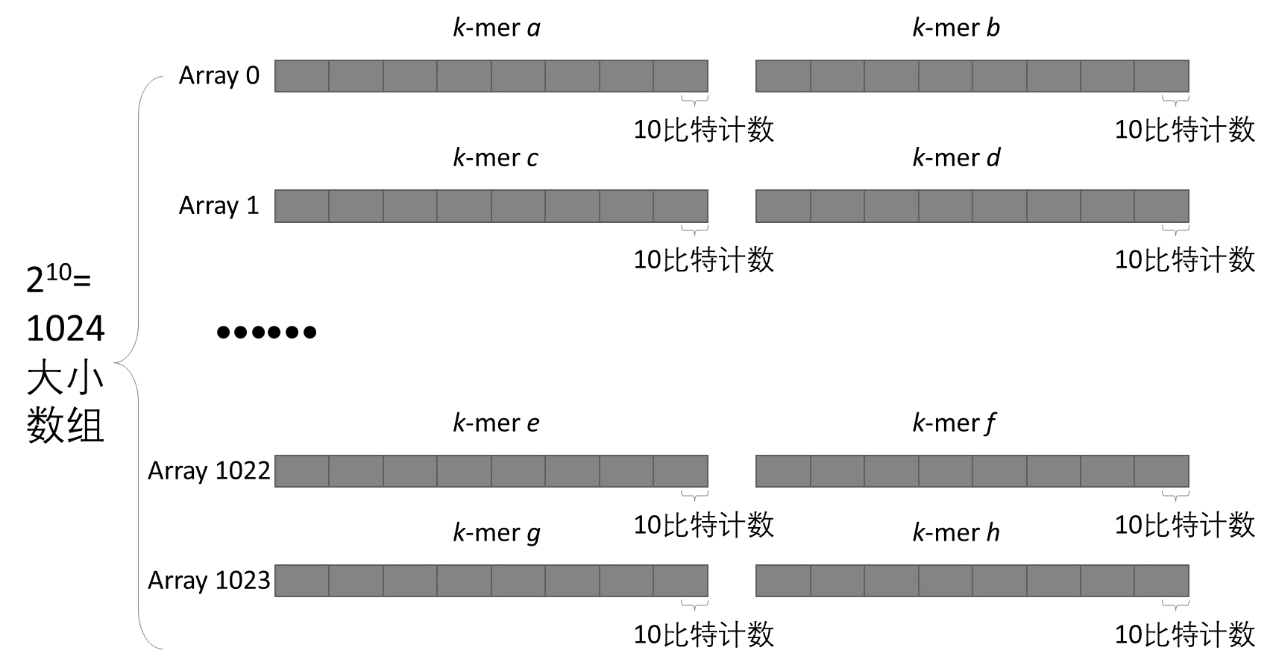 k-mer a
k-mer b
Array 0
10比特计数
10比特计数
k-mer c
k-mer d
Array 1
10比特计数
10比特计数
2¹⁰=
1024
大小
数组
••••••
k-mer e
k-mer f
Array 1022
10比特计数
10比特计数
k-mer g
k-mer h
Array 1023
10比特计数
10比特计数